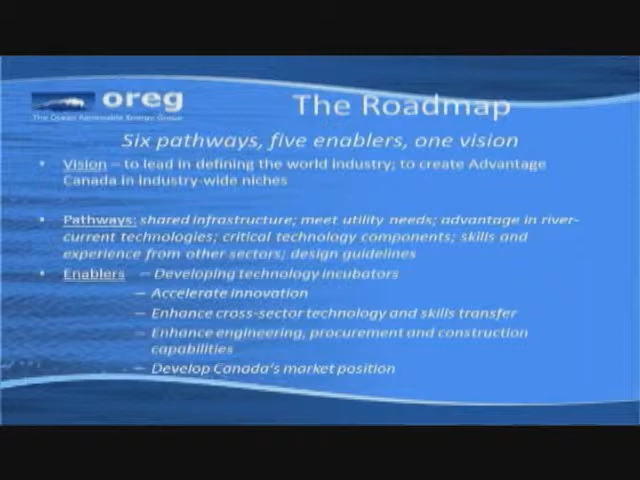 oreg
The Ocean Renewable Energy Group
The Roadmap
Six pathways, five enablers, one vision
• Vision – to lead in defining the world industry; to create Advantage
Canada in industry-wide niches
• Pathways: shared infrastructure; meet utility needs; advantage in river-
current technologies; critical technology components; skills and
experience from other sectors; design guidelines
• Enablers – Developing technology incubators
– Accelerate innovation
– Enhance cross-sector technology and skills transfer
– Enhance engineering, procurement and construction
capabilities
– Develop Canada's market position